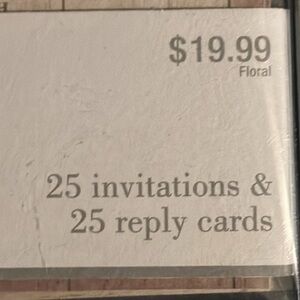 $19.99
Floral
25 invitations &
25 reply cards